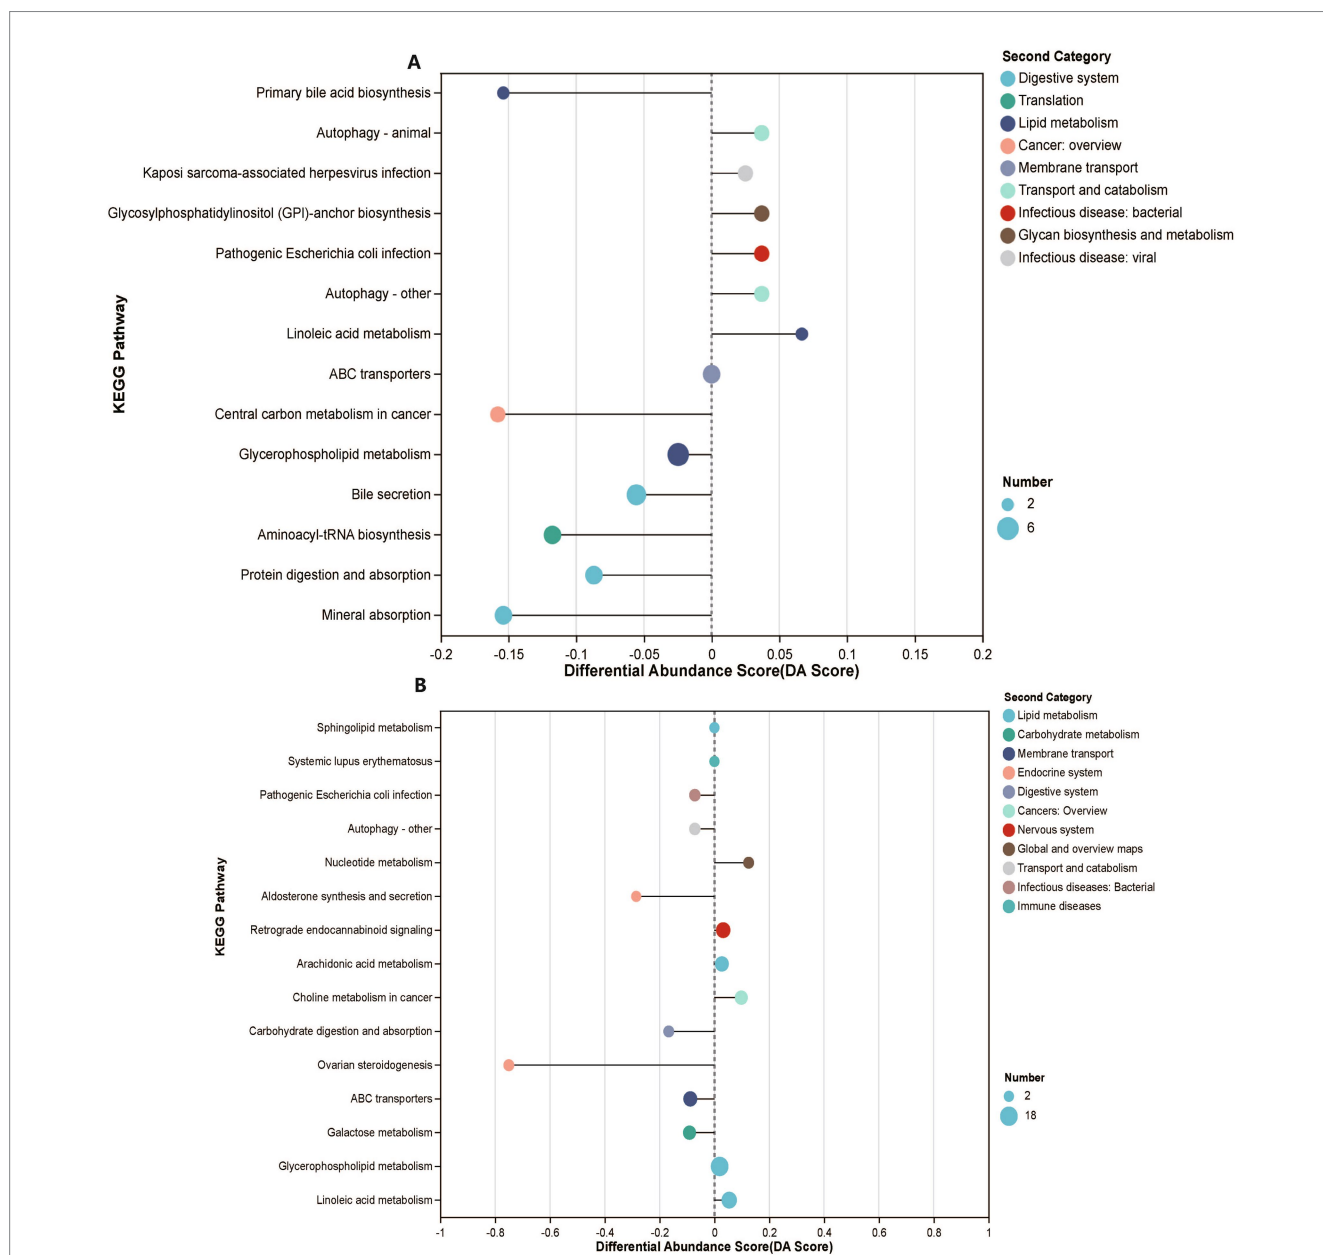 A
Second Category
Digestive system
Translation
Lipid metabolism
Cancer: overview
Membrane transport
Transport and catabolism
Infectious disease: bacterial
Glycan biosynthesis and metabolism
Infectious disease: viral
Primary bile acid biosynthesis
Autophagy - animal
Kaposi sarcoma-associated herpesvirus infection
Glycosylphosphatidylinositol (GPI)-anchor biosynthesis
Pathogenic Escherichia coli infection
Autophagy - other
Linoleic acid metabolism
ABC transporters
Central carbon metabolism in cancer
Glycerophospholipid metabolism
Bile secretion
Aminoacyl-tRNA biosynthesis
Protein digestion and absorption
Mineral absorption
KEGG Pathway
Number
2
6
-0.2 -0.15 -0.1 -0.05 0 0.05 0.1 0.15 0.2
Differential Abundance Score(DA Score)
B
Second Category
Lipid metabolism
Carbohydrate metabolism
Membrane transport
Endocrine system
Digestive system
Cancers: Overview
Nervous system
Global and overview maps
Transport and catabolism
Infectious diseases: Bacterial
Immune diseases
Sphingolipid metabolism
Systemic lupus erythematosus
Pathogenic Escherichia coli infection
Autophagy - other
Nucleotide metabolism
Aldosterone synthesis and secretion
Retrograde endocannabinoid signaling
Arachidonic acid metabolism
Choline metabolism in cancer
Carbohydrate digestion and absorption
Ovarian steroidogenesis
ABC transporters
Galactose metabolism
Glycerophospholipid metabolism
Linoleic acid metabolism
KEGG Pathway
Number
2
18
-1 -0.8 -0.6 -0.4 -0.2 0 0.2 0.4 0.6 0.8 1
Differential Abundance Score(DA Score)